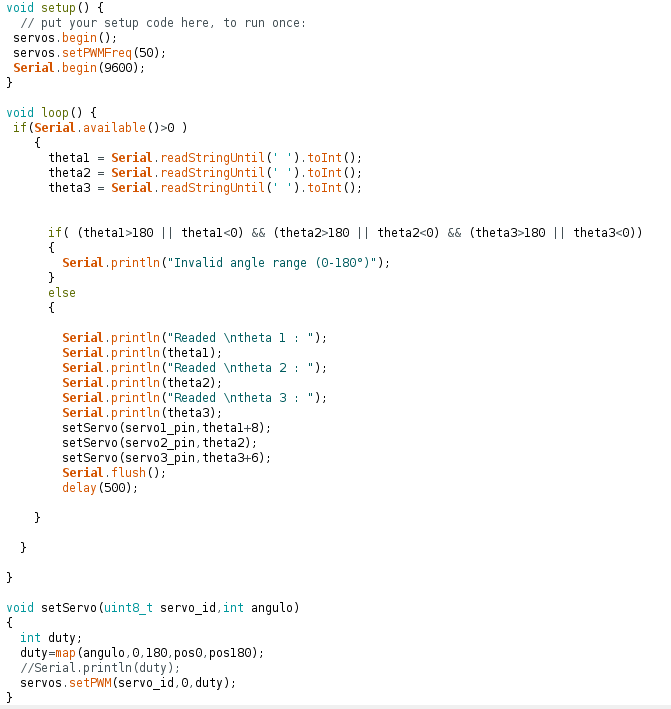 void setup() {
  // put your setup code here, to run once:
 servos.begin();
 servos.setPWMFreq(50);
 Serial.begin(9600);
}

void loop() {
 if(Serial.available()>0 )
    {
      theta1 = Serial.readStringUntil(' ').toInt();
      theta2 = Serial.readStringUntil(' ').toInt();
      theta3 = Serial.readStringUntil(' ').toInt();


      if( (theta1>180 || theta1<0) && (theta2>180 || theta2<0) && (theta3>180 || theta3<0))
      {
        Serial.println("Invalid angle range (0-180°)");
      }
      else
      {

        Serial.println("Readed \ntheta 1 : ");
        Serial.println(theta1);
        Serial.println("Readed \ntheta 2 : ");
        Serial.println(theta2);
        Serial.println("Readed \ntheta 3 : ");
        Serial.println(theta3);
        setServo(servo1_pin,theta1+8);
        setServo(servo2_pin,theta2);
        setServo(servo3_pin,theta3+6);
        Serial.flush();
        delay(500);

    }

  }

}

void setServo(uint8_t servo_id,int angulo)
{
  int duty;
  duty=map(angulo,0,180,pos0,pos180);
  //Serial.println(duty);
  servos.setPWM(servo_id,0,duty);
}